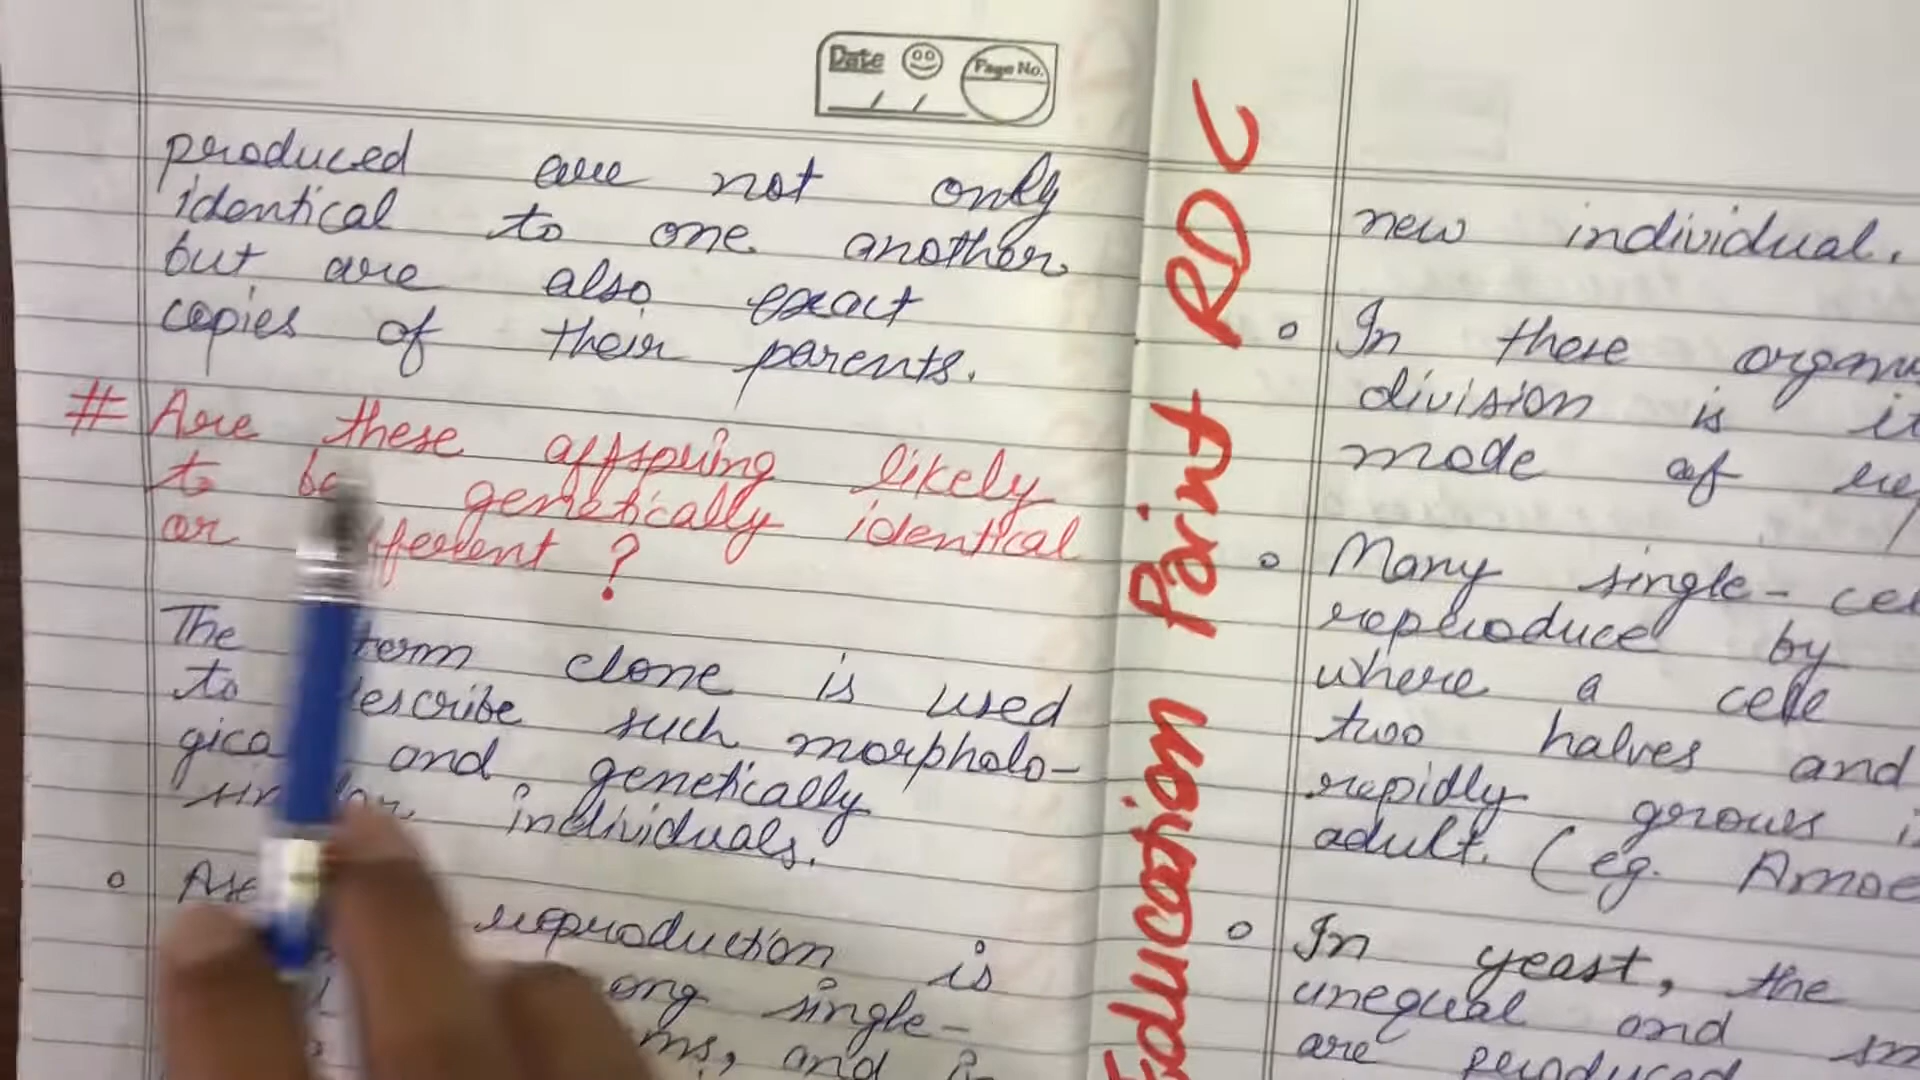 Date
Page No.
produced are not only
identical to one another
but are also exact
copies of their parents.
# Are these offspring likely
to be genetically identical
or ?
The term clone is used
to describe such morpholo-
and genetically
individuals.
reproduction is
single-
and
Education Point RDC
new individual.
In these
division is
mode of
Many single-
reproduce by
where a cell
two halves and
rapidly grows
adult. (eg.
In yeast, the
unequal and
are produced